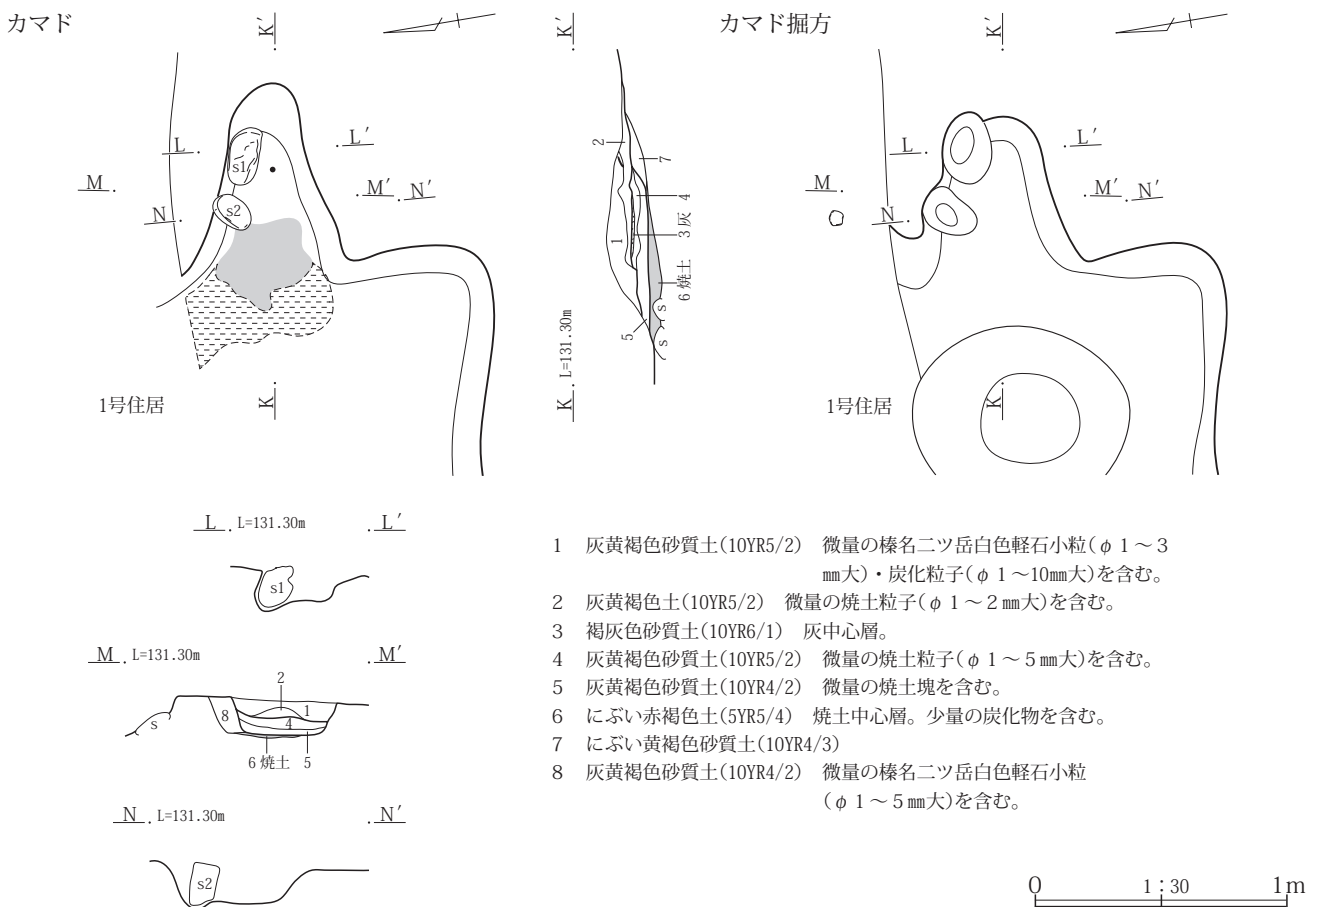 カマド
K′
L
L′
s1
M
M′
N′
s2
N
K
1号住居
K′
2
7
4
3 灰
1
6 焼土
s
s
5
L=131.30m
K
カマド掘方
K′
L
L′
M
M′
N′
N
K
1号住居
L L=131.30m L′
s1
M L=131.30m M′
2
1
8
4
s
6 焼土 5
N L=131.30m N′
s2
1 灰黄褐色砂質土(10YR5/2) 微量の榛名二ツ岳白色軽石小粒(φ１～３
㎜大)・炭化粒子(φ１～10㎜大)を含む。
2 灰黄褐色土(10YR5/2) 微量の焼土粒子(φ１～２㎜大)を含む。
3 褐灰色砂質土(10YR6/1) 灰中心層。
4 灰黄褐色砂質土(10YR5/2) 微量の焼土粒子(φ１～５㎜大)を含む。
5 灰黄褐色砂質土(10YR4/2) 微量の焼土塊を含む。
6 にぶい赤褐色土(5YR5/4) 焼土中心層。少量の炭化物を含む。
7 にぶい黄褐色砂質土(10YR4/3)
8 灰黄褐色砂質土(10YR4/2) 微量の榛名二ツ岳白色軽石小粒
(φ１～５㎜大)を含む。
0 1：30 1m